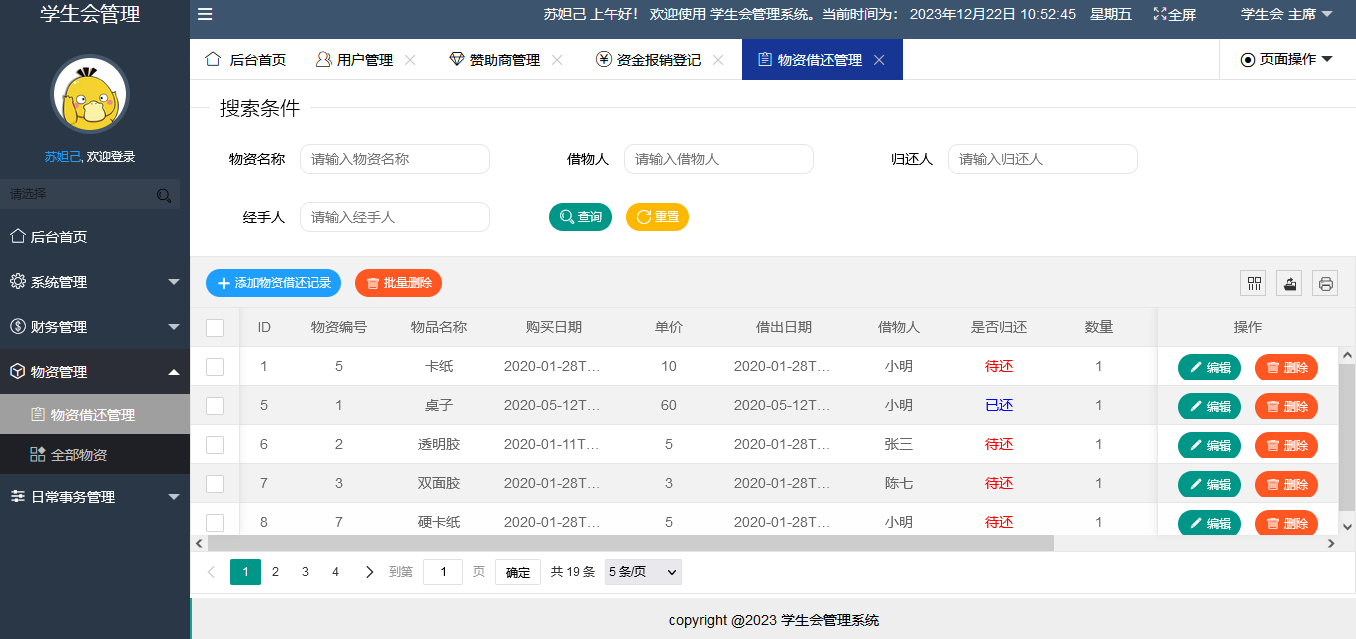 学生会管理
苏妲己 上午好！ 欢迎使用 学生会管理系统。当前时间为： 2023年12月22日 10:52:45 星期五 全屏 学生会 主席
苏妲己, 欢迎登录
请选择
后台首页
系统管理
财务管理
物资管理
物资借还管理
全部物资
日常事务管理
后台首页 用户管理 赞助商管理 资金报销登记 物资借还管理 页面操作
搜索条件
物资名称 请输入物资名称 借物人 请输入借物人 归还人 请输入归还人
经手人 请输入经手人 查询 重置
添加物资借还记录 批量删除
ID 物资编号 物品名称 购买日期 单价 借出日期 借物人 是否归还 数量 操作
1 5 卡纸 2020-01-28T... 10 2020-01-28T... 小明 待还 1 编辑 删除
5 1 桌子 2020-05-12T... 60 2020-05-12T... 小明 已还 1 编辑 删除
6 2 透明胶 2020-01-11T... 5 2020-01-28T... 张三 待还 1 编辑 删除
7 3 双面胶 2020-01-28T... 3 2020-01-28T... 陈七 待还 1 编辑 删除
8 7 硬卡纸 2020-01-28T... 5 2020-01-28T... 小明 待还 1 编辑 删除
1 2 3 4 到第 1 页 确定 共 19 条 5 条/页
copyright @2023 学生会管理系统